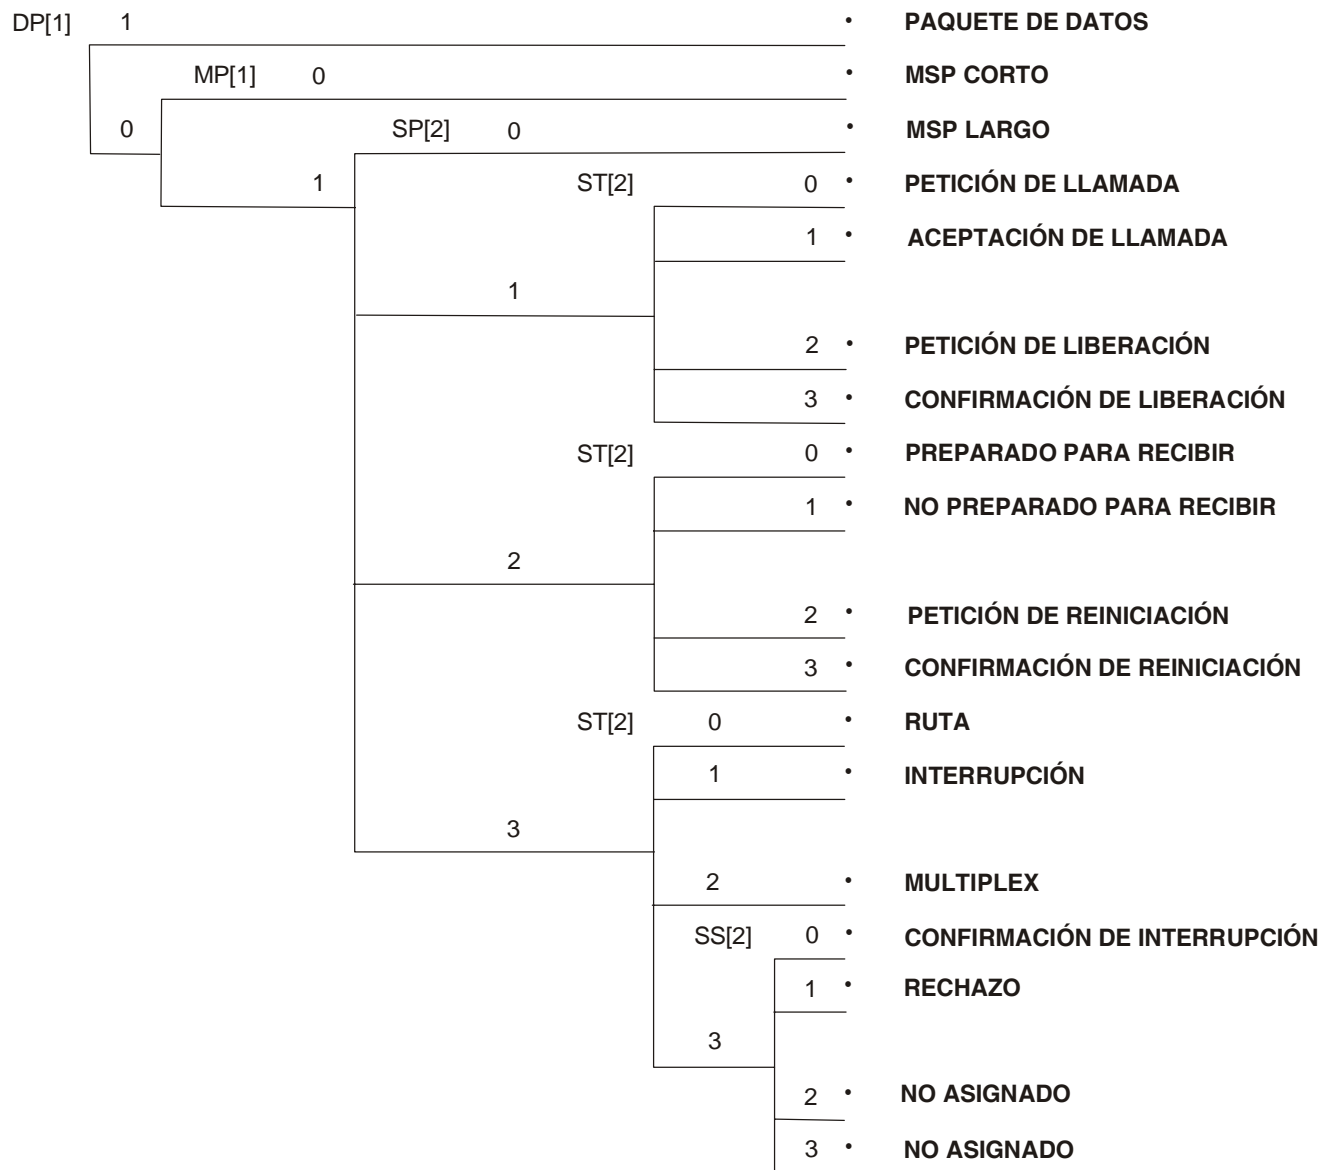 DP[1] 1 • PAQUETE DE DATOS
MP[1] 0 • MSP CORTO
0 SP[2] 0 • MSP LARGO
1 ST[2] 0 • PETICIÓN DE LLAMADA
1 • ACEPTACIÓN DE LLAMADA
1
2 • PETICIÓN DE LIBERACIÓN
3 • CONFIRMACIÓN DE LIBERACIÓN
ST[2] 0 • PREPARADO PARA RECIBIR
1 • NO PREPARADO PARA RECIBIR
2
2 • PETICIÓN DE REINICIACIÓN
3 • CONFIRMACIÓN DE REINICIACIÓN
ST[2] 0 • RUTA
1 • INTERRUPCIÓN
3
2 • MULTIPLEX
SS[2] 0 • CONFIRMACIÓN DE INTERRUPCIÓN
1 • RECHAZO
3
2 • NO ASIGNADO
3 • NO ASIGNADO